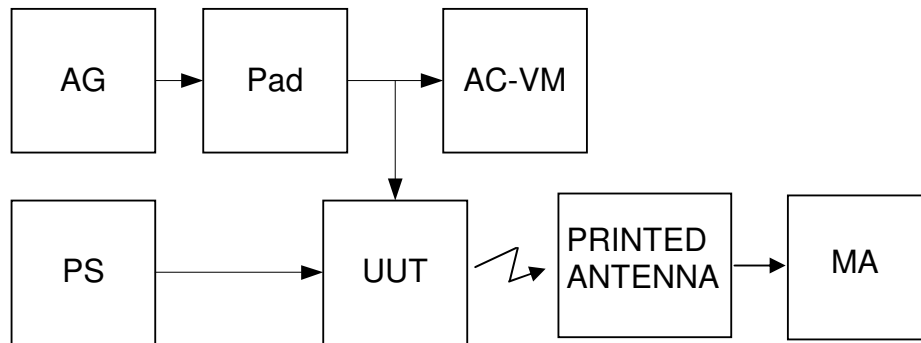 AG
Pad
AC-VM
PS
UUT
PRINTED
ANTENNA
MA